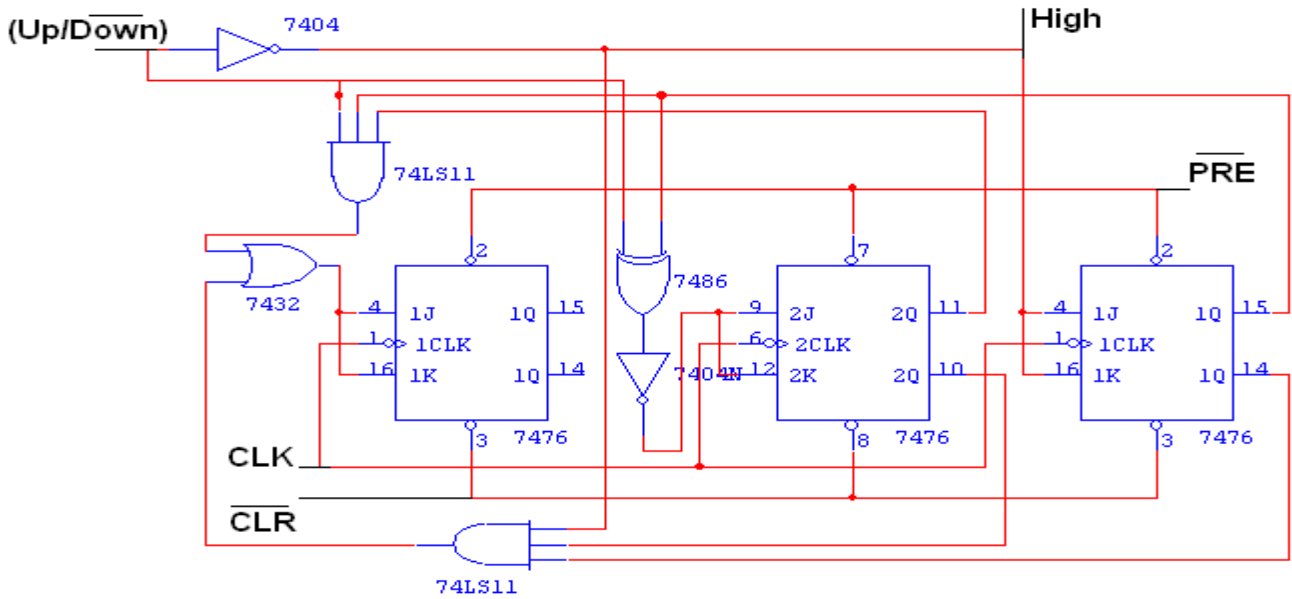 (Up/Down)
7404
High
74LS11
PRE
7432
2
4 1J 1Q 15
1 1CLK
16 1K 1Q 14
3 7476
7486
7404N
7
9 2J 2Q 11
6 2CLK
12 2K 2Q 10
8 7476
2
4 1J 1Q 15
1 1CLK
16 1K 1Q 14
3 7476
CLK
CLR
74LS11